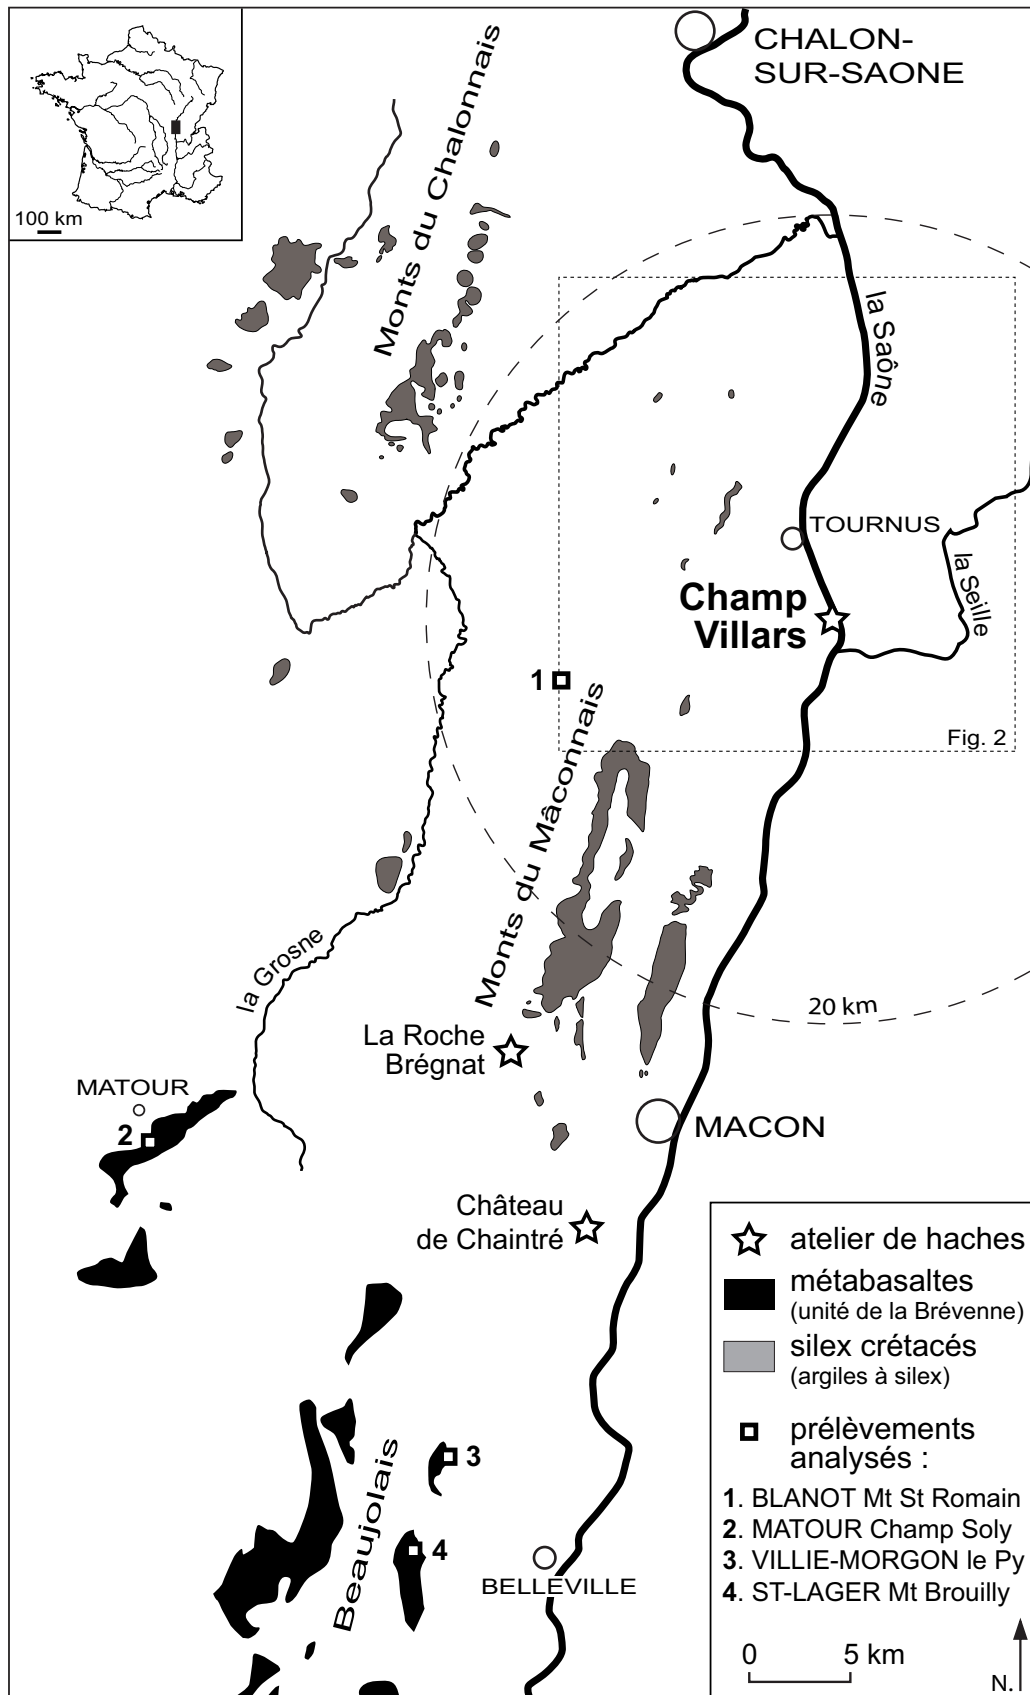 CHALON-
SUR-SAONE
100 km
Monts du Chalonnais
la Saône
TOURNUS
la Seille
Champ
Villars
1
Fig. 2
Monts du Mâconnais
la Grosne
20 km
La Roche
Brégnat
MATOUR
2
MACON
Château
de Chaintré
3
Beaujolais
4
BELLEVILLE
atelier de haches
métabasaltes
(unité de la Brévenne)
silex crétacés
(argiles à silex)
prélèvements
analysés :
1. BLANOT Mt St Romain
2. MATOUR Champ Soly
3. VILLIE-MORGON le Py
4. ST-LAGER Mt Brouilly
0 5 km
N.